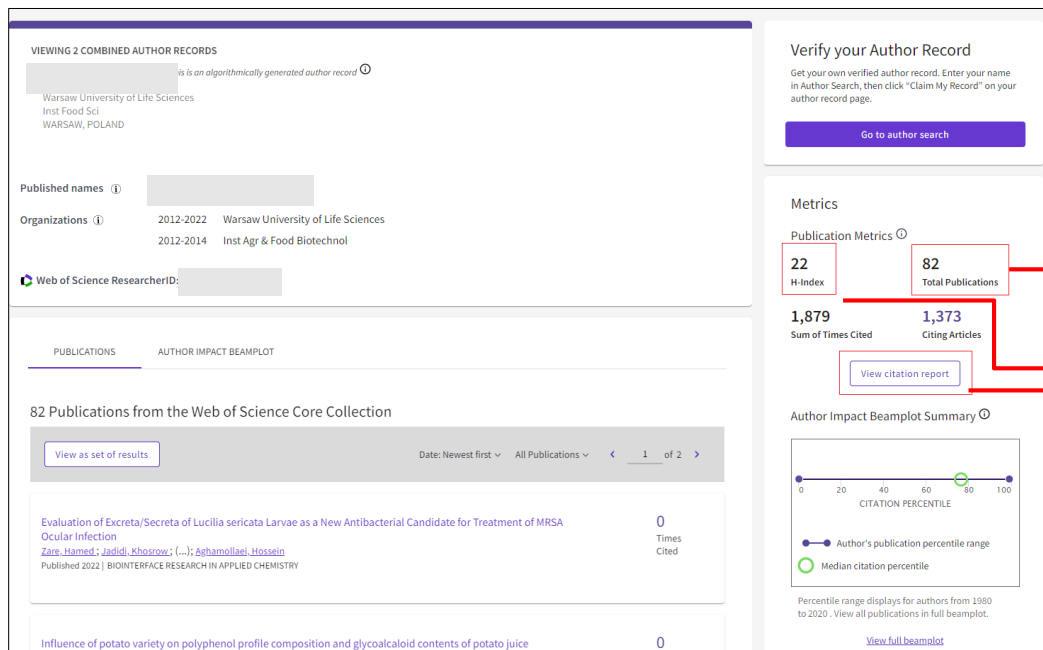 VIEWING 2 COMBINED AUTHOR RECORDS
is is an algorithmically generated author record
Warsaw University of Life Sciences
Inst Food Sci
WARSAW, POLAND
Published names
Organizations
2012-2022 Warsaw University of Life Sciences
2012-2014 Inst Agr & Food Biotechnol
Web of Science ResearcherID:
PUBLICATIONS AUTHOR IMPACT BEAMPLOT
82 Publications from the Web of Science Core Collection
View as set of results Date: Newest first All Publications 1 of 2
Evaluation of Excreta/Secreta of Lucilia sericata Larvae as a New Antibacterial Candidate for Treatment of MRSA
Ocular Infection
Zare, Hamed ; Jadidi, Khosrow ; (...); Aghamollaei, Hossein
Published 2022 | BIOINTERFACE RESEARCH IN APPLIED CHEMISTRY
0
Times
Cited
Influence of potato variety on polyphenol profile composition and glycoalcaloid contents of potato juice
0
Verify your Author Record
Get your own verified author record. Enter your name
in Author Search, then click “Claim My Record” on your
author record page.
Go to author search
Metrics
Publication Metrics
22 82
H-Index Total Publications
1,879 1,373
Sum of Times Cited Citing Articles
View citation report
Author Impact Beamplot Summary
0 20 40 60 80 100
CITATION PERCENTILE
Author's publication percentile range
Median citation percentile
Percentile range displays for authors from 1980
to 2020 . View all publications in full beamplot.
View full beamplot